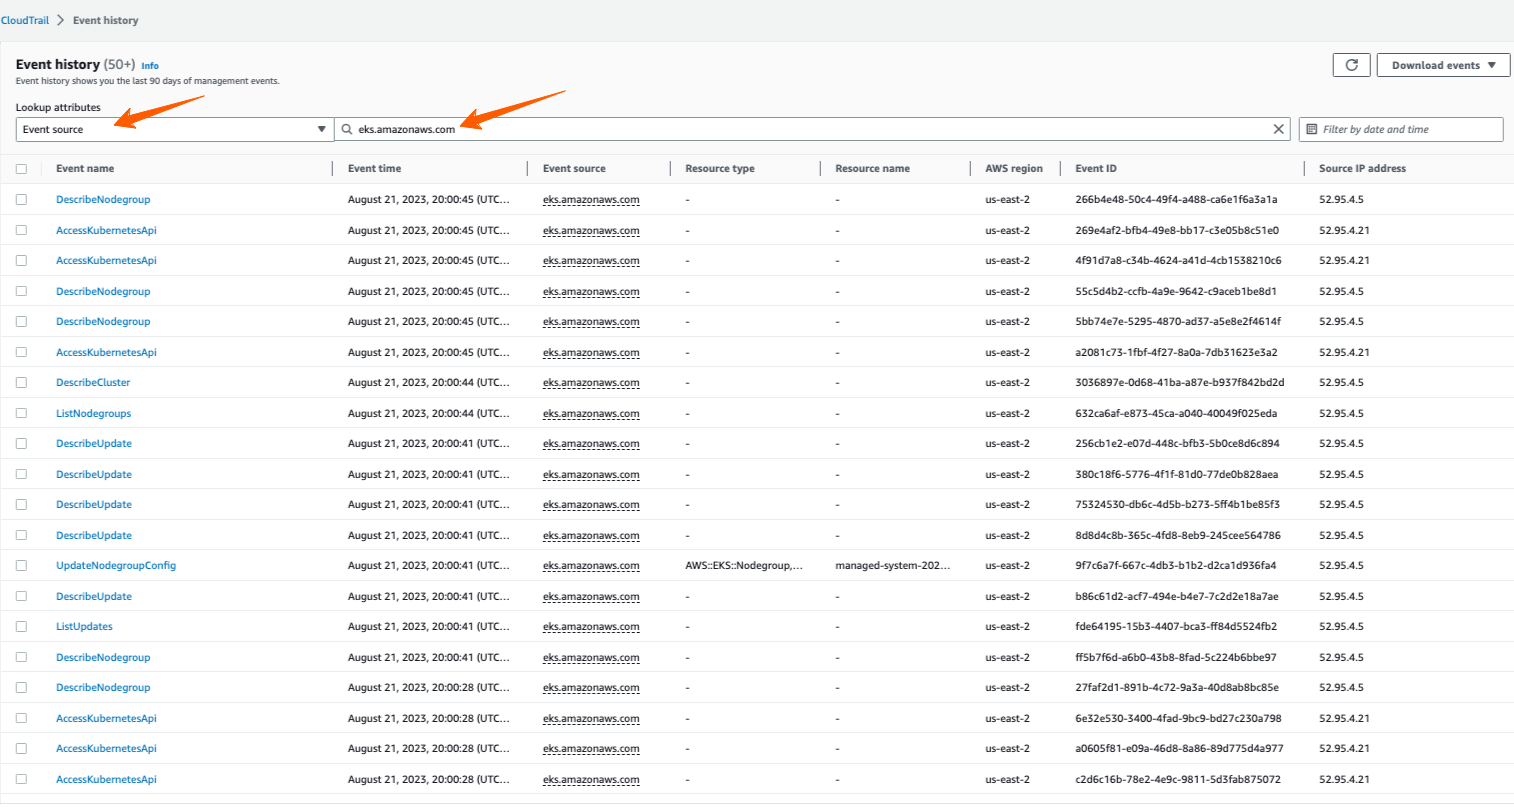 CloudTrail > Event history
Event history (50+) Info
Event history shows you the last 90 days of management events.
Download events
Lookup attributes
Event source eks.amazonaws.com Filter by date and time
Event name Event time Event source Resource type Resource name AWS region Event ID Source IP address
DescribeNodegroup August 21, 2023, 20:00:45 (UTC... eks.amazonaws.com - - us-east-2 266b4e48-50c4-49f4-a488-ca6e1f6a3a1a 52.95.4.5
AccessKubernetesApi August 21, 2023, 20:00:45 (UTC... eks.amazonaws.com - - us-east-2 269e4af2-bfb4-49e8-bb17-c3e05b8c51e0 52.95.4.21
AccessKubernetesApi August 21, 2023, 20:00:45 (UTC... eks.amazonaws.com - - us-east-2 4f91d7a8-c34b-4624-a41d-4cb1538210c6 52.95.4.21
DescribeNodegroup August 21, 2023, 20:00:45 (UTC... eks.amazonaws.com - - us-east-2 55c5d4b2-ccfb-4a9e-9642-c9aceb1be8d1 52.95.4.5
DescribeNodegroup August 21, 2023, 20:00:45 (UTC... eks.amazonaws.com - - us-east-2 5bb74e7e-5295-4870-ad37-a5e8e2f4614f 52.95.4.5
AccessKubernetesApi August 21, 2023, 20:00:45 (UTC... eks.amazonaws.com - - us-east-2 a2081c73-1fbf-4f27-8a0a-7db31623e3a2 52.95.4.21
DescribeCluster August 21, 2023, 20:00:44 (UTC... eks.amazonaws.com - - us-east-2 3036897e-0d68-41ba-a87e-b937f842bd2d 52.95.4.5
ListNodegroups August 21, 2023, 20:00:44 (UTC... eks.amazonaws.com - - us-east-2 632ca6af-e873-45ca-a040-40049f025eda 52.95.4.5
DescribeUpdate August 21, 2023, 20:00:41 (UTC... eks.amazonaws.com - - us-east-2 256cb1e2-e07d-448c-bfb3-5b0ce8d6c894 52.95.4.5
DescribeUpdate August 21, 2023, 20:00:41 (UTC... eks.amazonaws.com - - us-east-2 380c18f6-5776-4f1f-81d0-77de0b828aea 52.95.4.5
DescribeUpdate August 21, 2023, 20:00:41 (UTC... eks.amazonaws.com - - us-east-2 75324530-db6c-4d5b-b273-5ff4b1be85f3 52.95.4.5
DescribeUpdate August 21, 2023, 20:00:41 (UTC... eks.amazonaws.com - - us-east-2 8d8d4c8b-365c-4fd8-8eb9-245cee564786 52.95.4.5
UpdateNodegroupConfig August 21, 2023, 20:00:41 (UTC... eks.amazonaws.com AWS::EKS::Nodegroup,... managed-system-202... us-east-2 9f7c6a7f-667c-4db3-b1b2-d2ca1d936fa4 52.95.4.5
DescribeUpdate August 21, 2023, 20:00:41 (UTC... eks.amazonaws.com - - us-east-2 b86c61d2-acf7-494e-b4e7-7c2d2e18a7ae 52.95.4.5
ListUpdates August 21, 2023, 20:00:41 (UTC... eks.amazonaws.com - - us-east-2 fde64195-15b3-4407-bca3-ff84d5524fb2 52.95.4.5
DescribeNodegroup August 21, 2023, 20:00:41 (UTC... eks.amazonaws.com - - us-east-2 ff5b7f6d-a6b0-43b8-8fad-5c224b6bbe97 52.95.4.5
DescribeNodegroup August 21, 2023, 20:00:28 (UTC... eks.amazonaws.com - - us-east-2 27faf2d1-891b-4c72-9a3a-40d8ab8bc85e 52.95.4.5
AccessKubernetesApi August 21, 2023, 20:00:28 (UTC... eks.amazonaws.com - - us-east-2 6e32e530-3400-4fad-9bc9-bd27c230a798 52.95.4.21
AccessKubernetesApi August 21, 2023, 20:00:28 (UTC... eks.amazonaws.com - - us-east-2 a0605f81-e09a-46d8-8a86-89d775d4a977 52.95.4.21
AccessKubernetesApi August 21, 2023, 20:00:28 (UTC... eks.amazonaws.com - - us-east-2 c2d6c16b-78e2-4e9c-9811-5d3fab875072 52.95.4.21